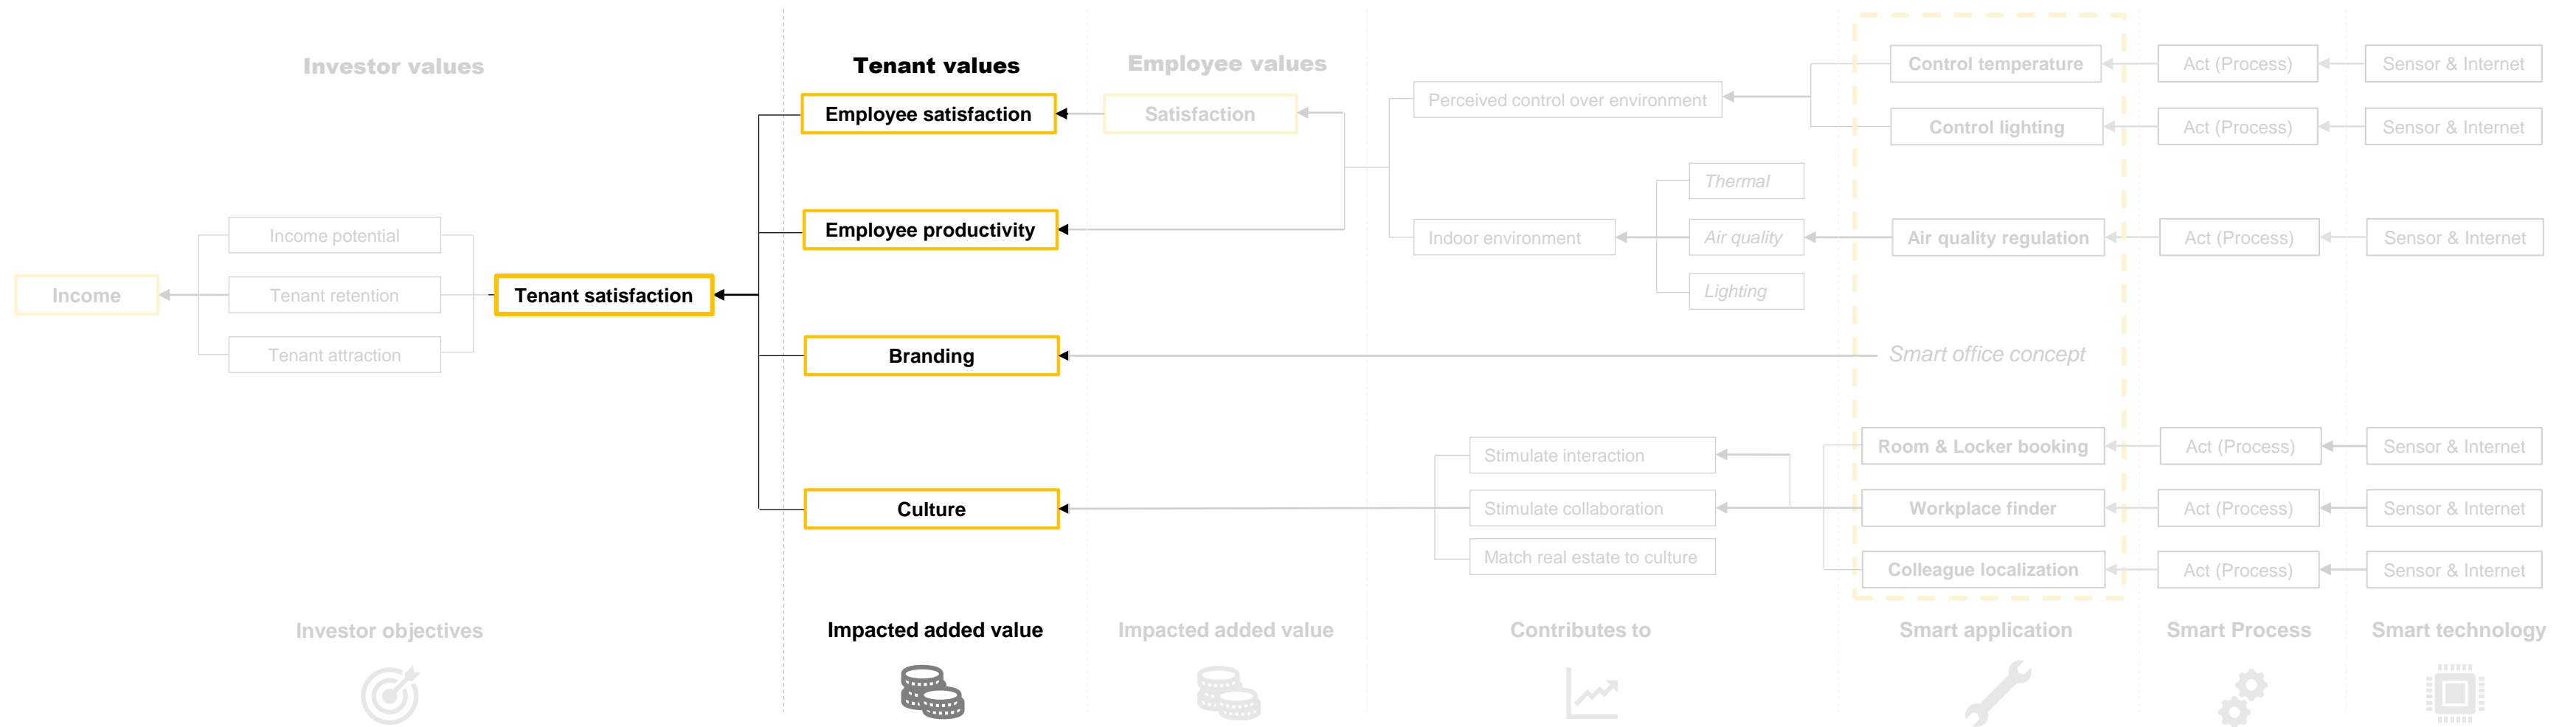 Investor values
Tenant values
Employee values
Control temperature
Act (Process)
Sensor & Internet
Employee satisfaction
Satisfaction
Perceived control over environment
Control lighting
Act (Process)
Sensor & Internet
Thermal
Income potential
Employee productivity
Indoor environment
Air quality
Air quality regulation
Act (Process)
Sensor & Internet
Income
Tenant retention
Tenant satisfaction
Lighting
Tenant attraction
Branding
Smart office concept
Stimulate interaction
Room & Locker booking
Act (Process)
Sensor & Internet
Culture
Stimulate collaboration
Workplace finder
Act (Process)
Sensor & Internet
Match real estate to culture
Colleague localization
Act (Process)
Sensor & Internet
Investor objectives
Impacted added value
Impacted added value
Contributes to
Smart application
Smart Process
Smart technology